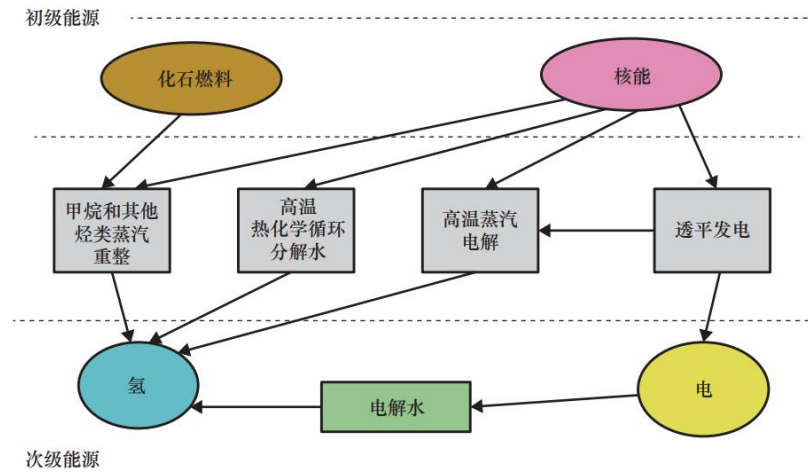 初级能源
化石燃料
核能
甲烷和其他
烃类蒸汽
重整
高温
热化学循环
分解水
高温蒸汽
电解
透平发电
氢
电解水
电
次级能源